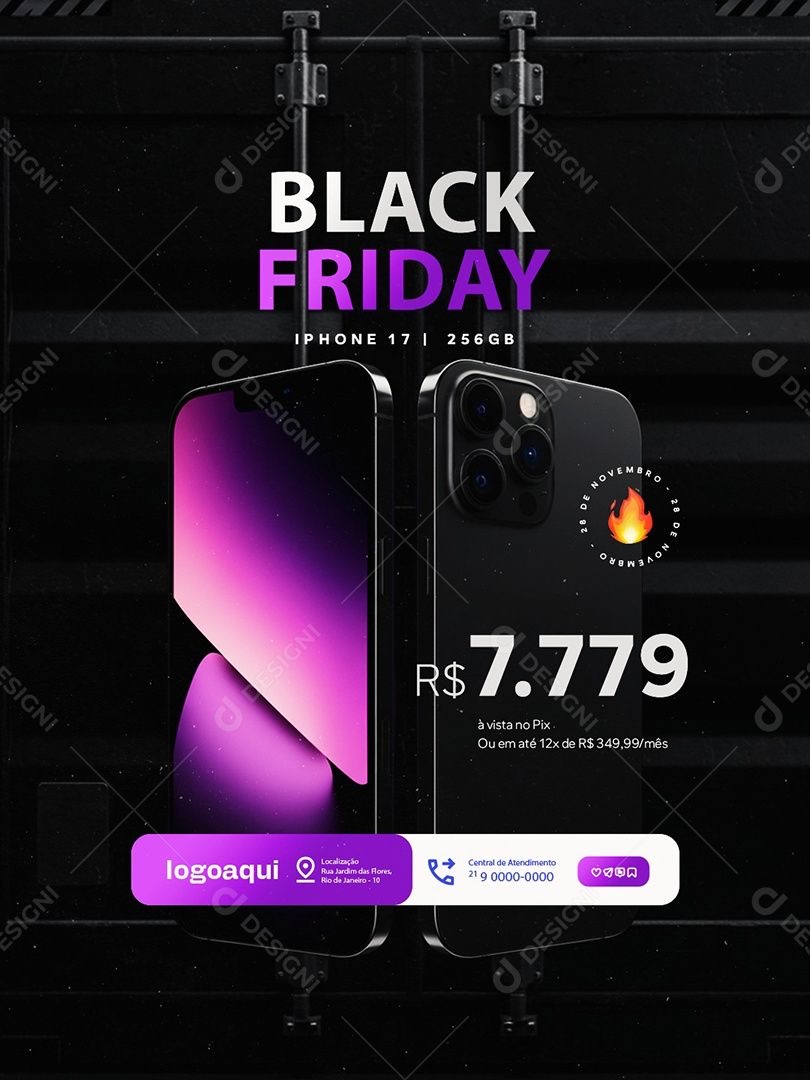 BLACK
FRIDAY
IPHONE 17 | 256GB
28 DE NOVEMBRO - 28 DE NOVEMBRO -
R$ 7.779
à vista no Pix
Ou em até 12x de R$ 349,99/mês
logoaqui
Localização
Rua Jardim das Flores,
Rio de Janeiro - 10
Central de Atendimento
21 9 0000-0000
DESIGNI